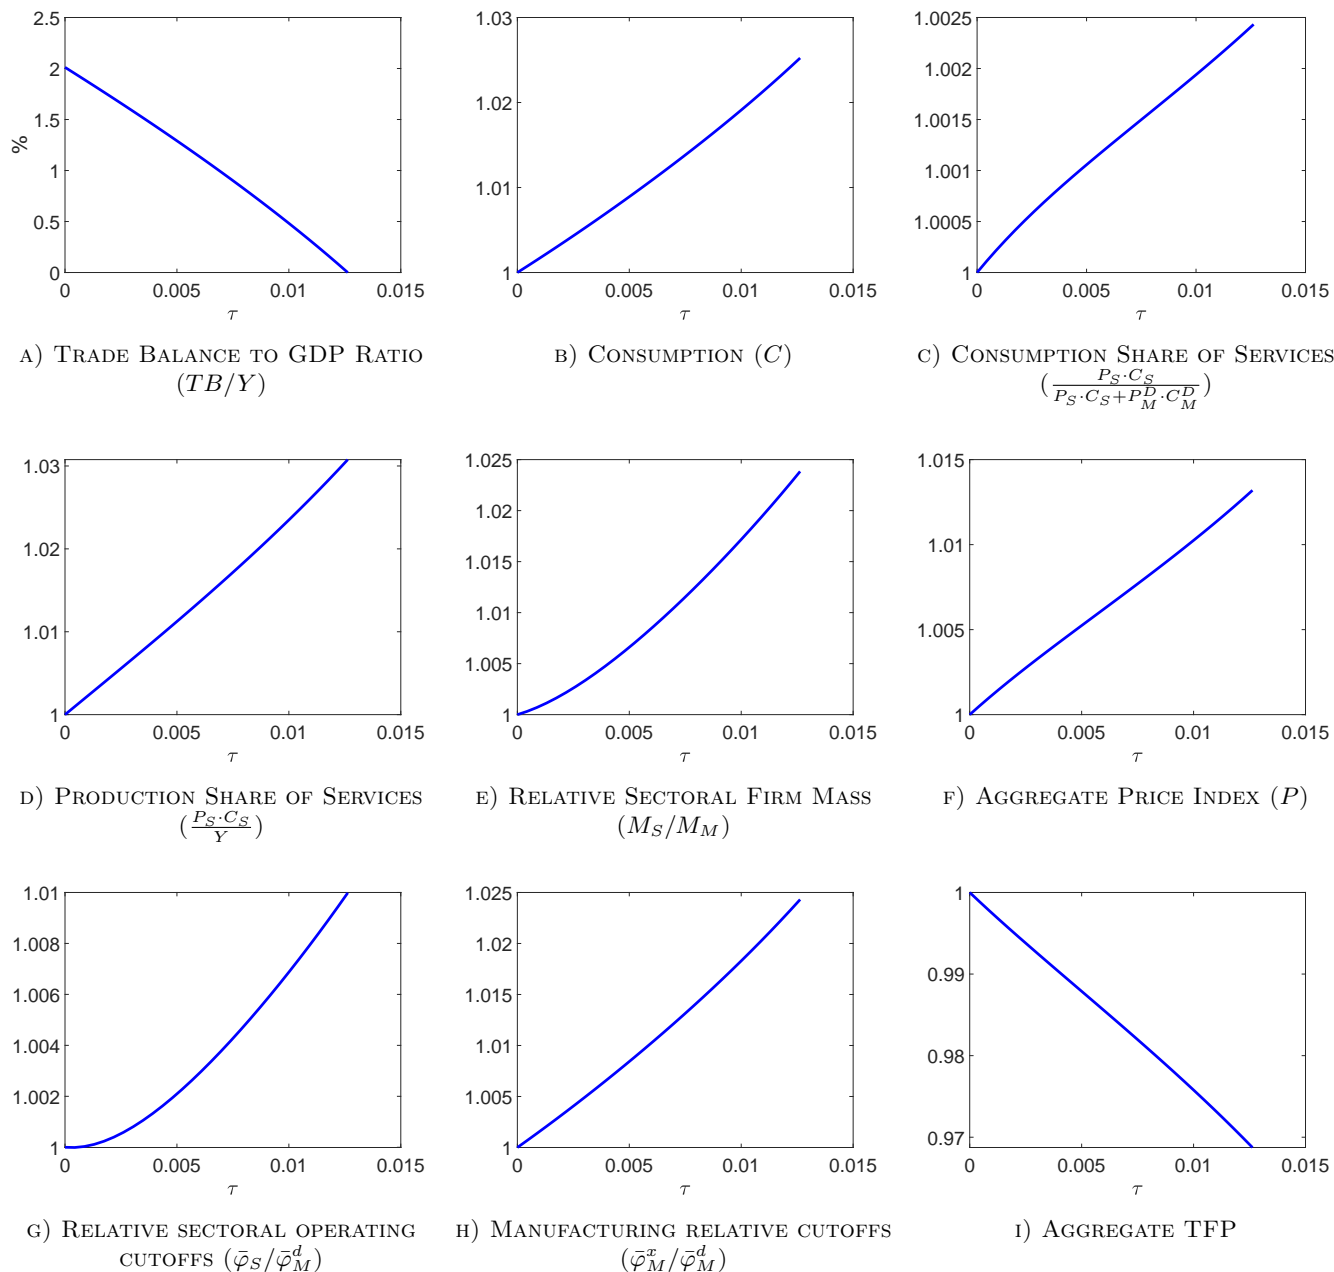 2.5
2
1.5
1
0.5
0
%
0 0.005 0.01 0.015
τ
A) TRADE BALANCE TO GDP RATIO
(TB/Y)
1.03
1.02
1.01
1
0 0.005 0.01 0.015
τ
B) CONSUMPTION (C)
1.0025
1.002
1.0015
1.001
1.0005
1
0 0.005 0.01 0.015
τ
C) CONSUMPTION SHARE OF SERVICES
(\frac{P_S·C_S}{P_S·C_S+P_M^D·C_M^D})
1.03
1.02
1.01
1
0 0.005 0.01 0.015
τ
D) PRODUCTION SHARE OF SERVICES
(\frac{P_S·C_S}{Y})
1.025
1.02
1.015
1.01
1.005
1
0 0.005 0.01 0.015
τ
E) RELATIVE SECTORAL FIRM MASS
(M_S/M_M)
1.015
1.01
1.005
1
0 0.005 0.01 0.015
τ
F) AGGREGATE PRICE INDEX (P)
1.01
1.008
1.006
1.004
1.002
1
0 0.005 0.01 0.015
τ
G) RELATIVE SECTORAL OPERATING
CUTOFFS (\bar{φ}_S/\bar{φ}_M^d)
1.025
1.02
1.015
1.01
1.005
1
0 0.005 0.01 0.015
τ
H) MANUFACTURING RELATIVE CUTOFFS
(\bar{φ}_M^x/\bar{φ}_M^d)
1
0.99
0.98
0.97
0 0.005 0.01 0.015
τ
I) AGGREGATE TFP